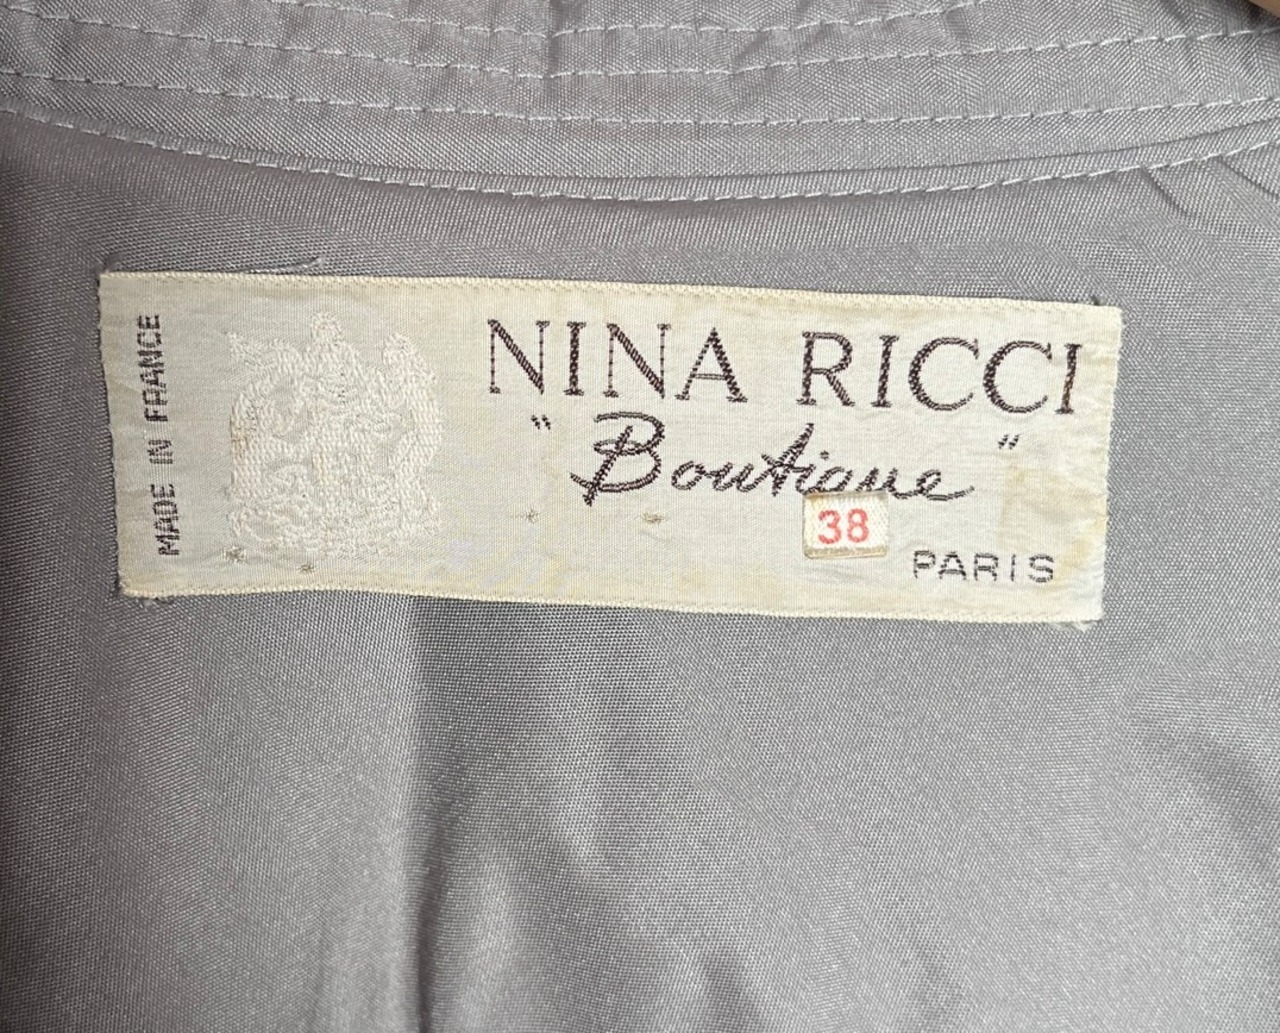 MADE IN FRANCE
NINA RICCI
"Boutique"
38
PARIS